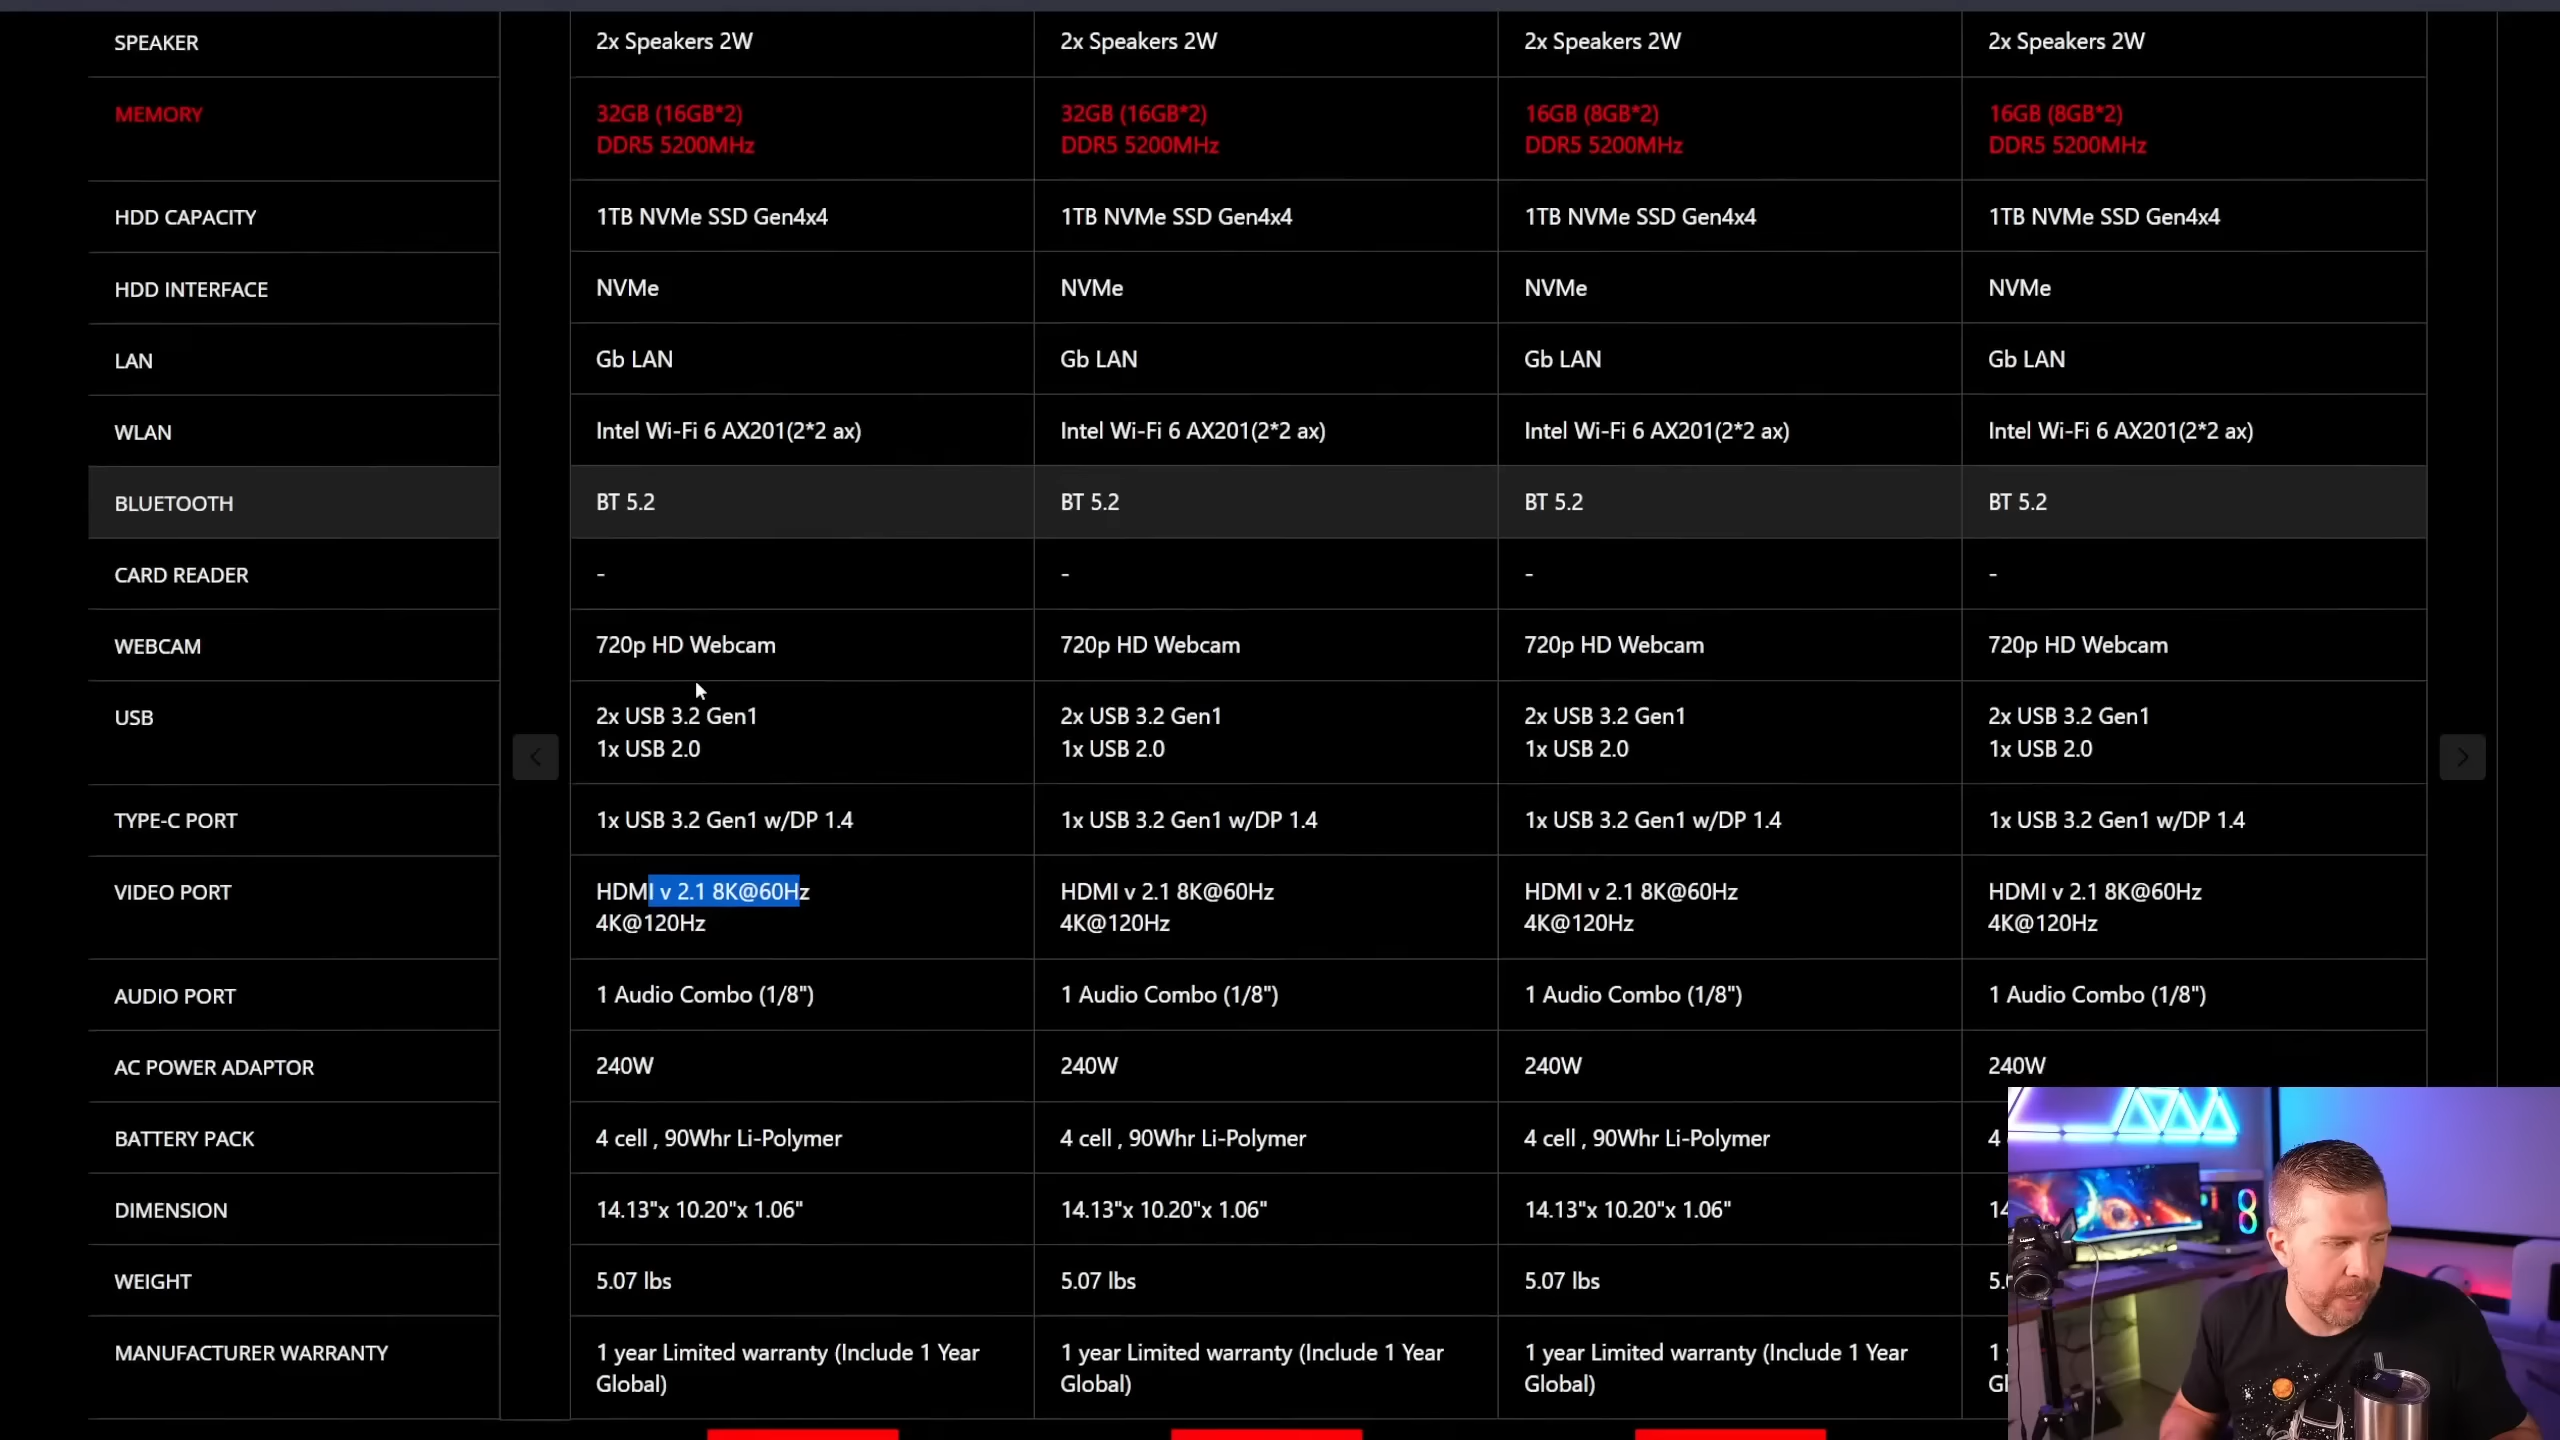 SPEAKER 2x Speakers 2W 2x Speakers 2W 2x Speakers 2W 2x Speakers 2W
MEMORY 32GB (16GB*2) 32GB (16GB*2) 16GB (8GB*2) 16GB (8GB*2)
DDR5 5200MHz DDR5 5200MHz DDR5 5200MHz DDR5 5200MHz
HDD CAPACITY 1TB NVMe SSD Gen4x4 1TB NVMe SSD Gen4x4 1TB NVMe SSD Gen4x4 1TB NVMe SSD Gen4x4
HDD INTERFACE NVMe NVMe NVMe NVMe
LAN Gb LAN Gb LAN Gb LAN Gb LAN
WLAN Intel Wi-Fi 6 AX201(2*2 ax) Intel Wi-Fi 6 AX201(2*2 ax) Intel Wi-Fi 6 AX201(2*2 ax) Intel Wi-Fi 6 AX201(2*2 ax)
BLUETOOTH BT 5.2 BT 5.2 BT 5.2 BT 5.2
CARD READER - - - -
WEBCAM 720p HD Webcam 720p HD Webcam 720p HD Webcam 720p HD Webcam
USB 2x USB 3.2 Gen1 2x USB 3.2 Gen1 2x USB 3.2 Gen1 2x USB 3.2 Gen1
1x USB 2.0 1x USB 2.0 1x USB 2.0 1x USB 2.0
TYPE-C PORT 1x USB 3.2 Gen1 w/DP 1.4 1x USB 3.2 Gen1 w/DP 1.4 1x USB 3.2 Gen1 w/DP 1.4 1x USB 3.2 Gen1 w/DP 1.4
VIDEO PORT HDMI v 2.1 8K@60Hz HDMI v 2.1 8K@60Hz HDMI v 2.1 8K@60Hz HDMI v 2.1 8K@60Hz
4K@120Hz 4K@120Hz 4K@120Hz 4K@120Hz
AUDIO PORT 1 Audio Combo (1/8") 1 Audio Combo (1/8") 1 Audio Combo (1/8") 1 Audio Combo (1/8")
AC POWER ADAPTOR 240W 240W 240W 240W
BATTERY PACK 4 cell , 90Whr Li-Polymer 4 cell , 90Whr Li-Polymer 4 cell , 90Whr Li-Polymer 4
DIMENSION 14.13"x 10.20"x 1.06" 14.13"x 10.20"x 1.06" 14.13"x 10.20"x 1.06" 14
WEIGHT 5.07 lbs 5.07 lbs 5.07 lbs 5.
MANUFACTURER WARRANTY 1 year Limited warranty (Include 1 Year 1 year Limited warranty (Include 1 Year 1 year Limited warranty (Include 1 Year 1
Global) Global) Global)